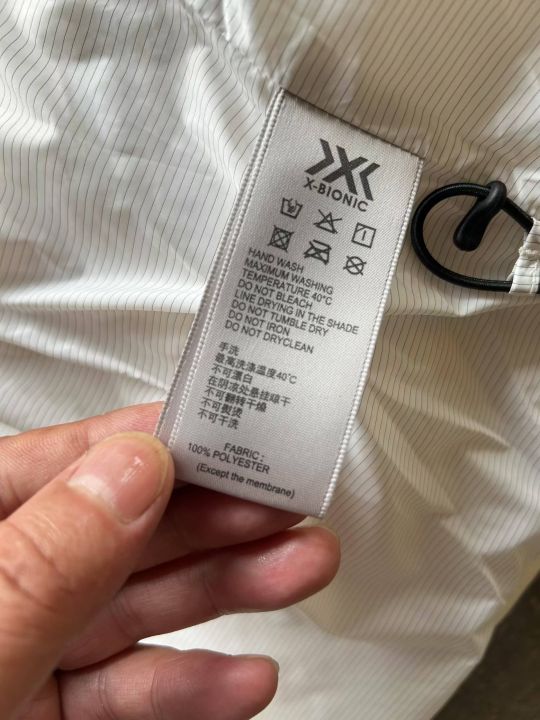 X-BIONIC
HAND WASH
MAXIMUM WASHING
TEMPERATURE 40°C
DO NOT BLEACH
LINE DRYING IN THE SHADE
DO NOT TUMBLE DRY
DO NOT IRON
DO NOT DRYCLEAN
手洗
最高洗涤温度40℃
不可漂白
在阴凉处悬挂晾干
不可翻转干燥
不可熨烫
不可干洗
FABRIC :
100% POLYESTER
(Except the membrane)